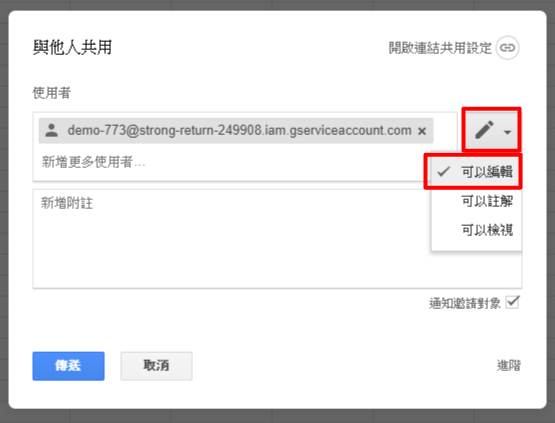 與他人共用
開啟連結共用設定
使用者
demo-773@strong-return-249908.iam.gserviceaccount.com ×
新增更多使用者...
可以編輯
可以註解
可以檢視
新增附註
通知邀請對象
傳送
取消
進階